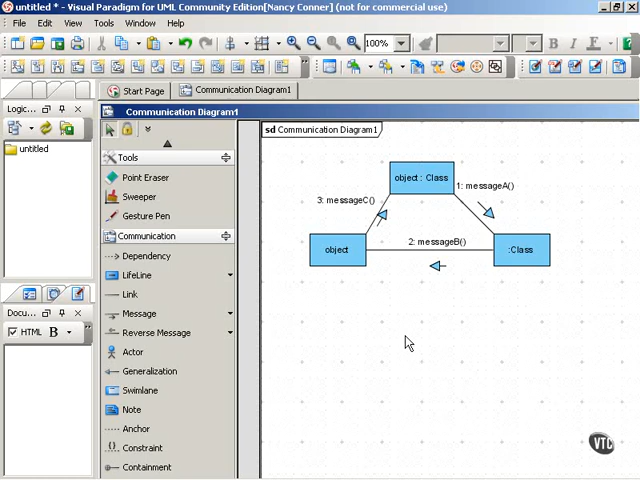 untitled * - Visual Paradigm for UML Community Edition[Nancy Conner] (not for commercial use)
File Edit View Tools Window Help
100%
B I F
Start Page
Communication Diagram1
Logic...
untitled
Docu...
HTML B
Communication Diagram1
Tools
Point Eraser
Sweeper
Gesture Pen
Communication
Dependency
LifeLine
Link
Message
Reverse Message
Actor
Generalization
Swimlane
Note
Anchor
Constraint
Containment
sd Communication Diagram1
object : Class
1: messageA()
3: messageC()
2: messageB()
object
:Class
VTC